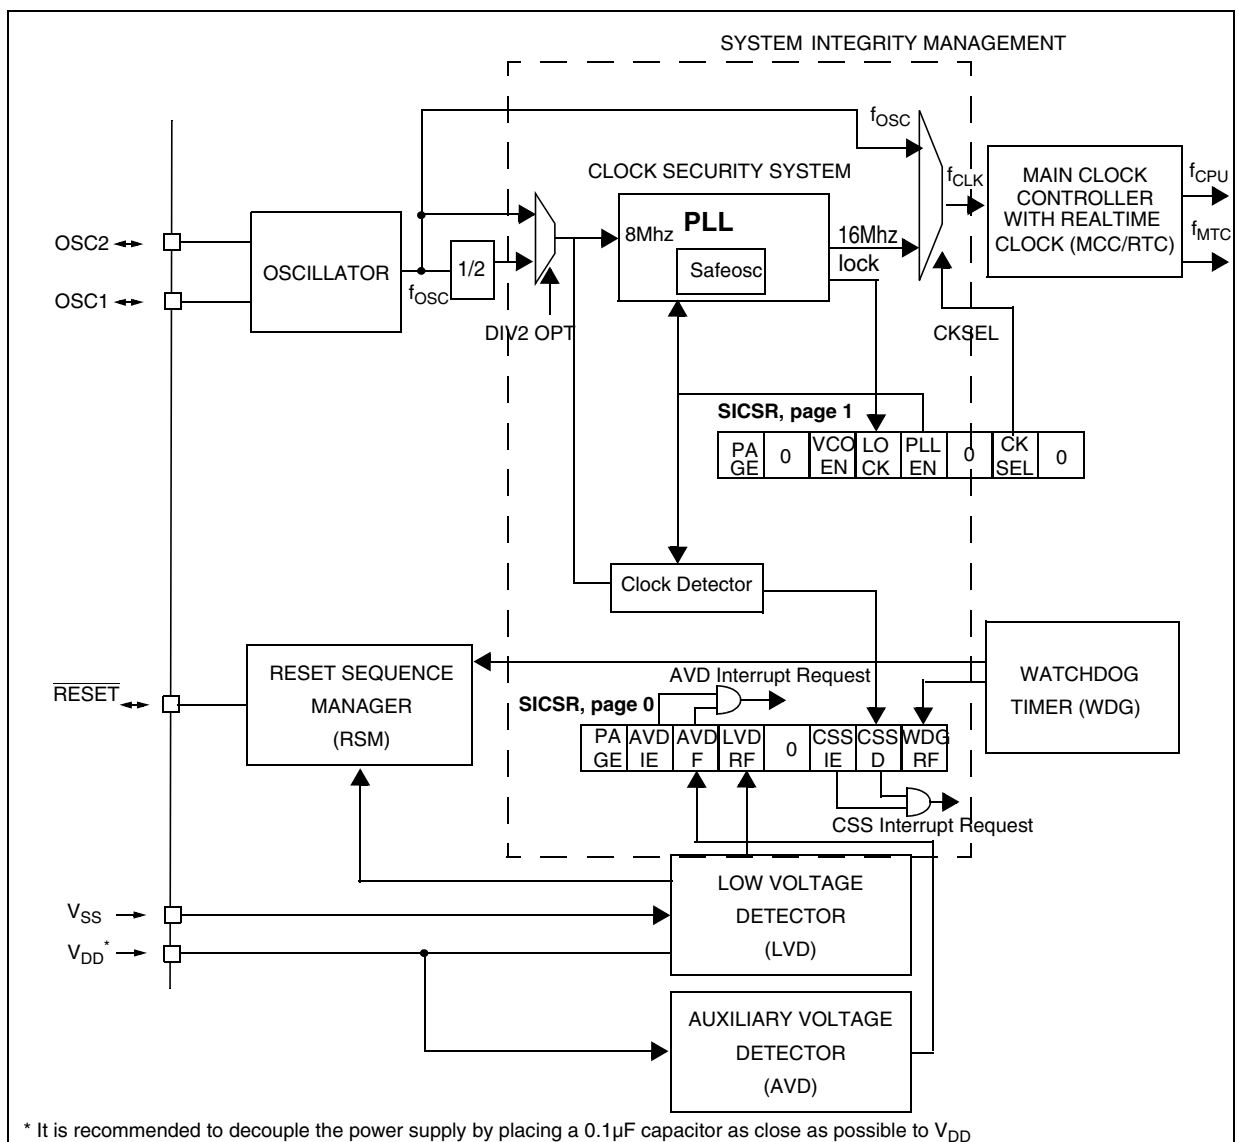 SYSTEM INTEGRITY MANAGEMENT
fOSC
CLOCK SECURITY SYSTEM
fCLK
MAIN CLOCK
CONTROLLER
WITH REALTIME
CLOCK (MCC/RTC)
fCPU
fMTC
OSC2
OSC1
OSCILLATOR
fOSC
1/2
DIV2 OPT
8Mhz
PLL
Safeosc
16Mhz
lock
CKSEL
SICSR, page 1
PA
GE
0
VCO
EN
LO
CK
PLL
EN
0
CK
SEL
0
Clock Detector
RESET
RESET SEQUENCE
MANAGER
(RSM)
AVD Interrupt Request
WATCHDOG
TIMER (WDG)
SICSR, page 0
PA
GE
AVD
IE
AVD
F
LVD
RF
0
CSS
IE
CSS
D
WDG
RF
CSS Interrupt Request
VSS
VDD*
LOW VOLTAGE
DETECTOR
(LVD)
AUXILIARY VOLTAGE
DETECTOR
(AVD)
* It is recommended to decouple the power supply by placing a 0.1µF capacitor as close as possible to VDD